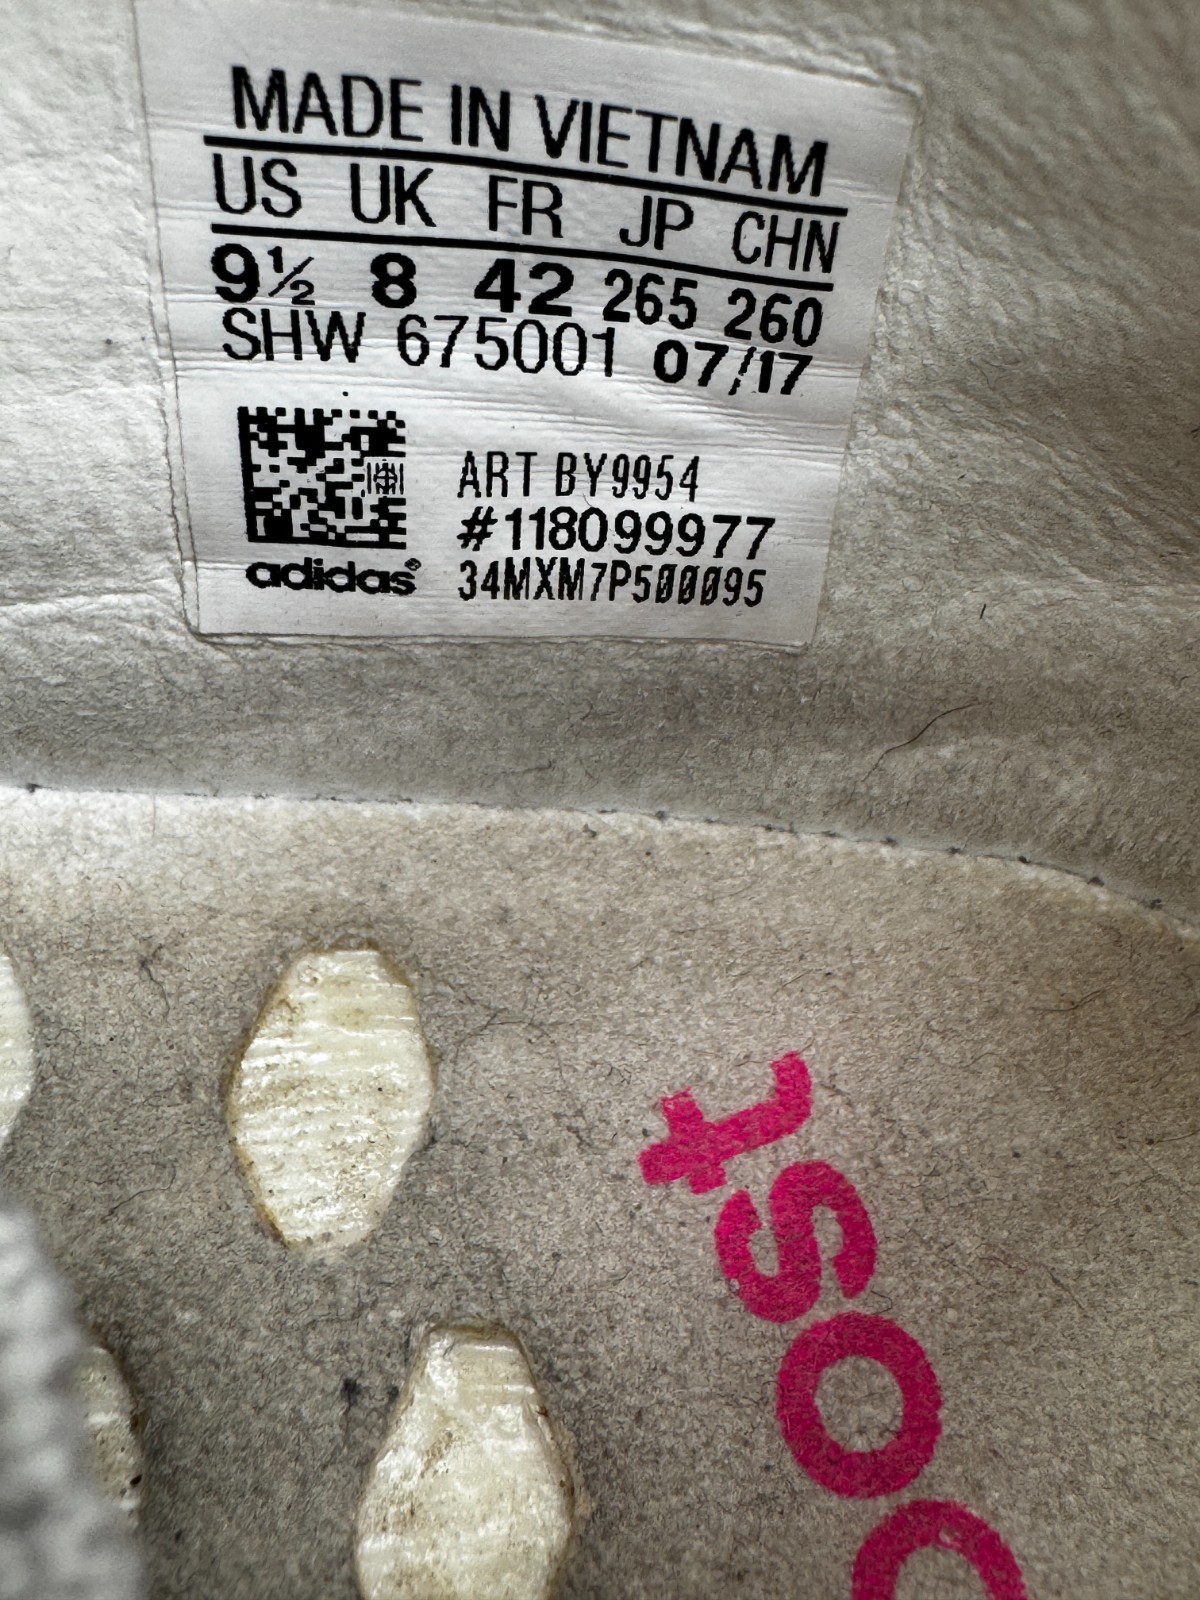 MADE IN VIETNAM
US UK FR JP CHN
9½ 8 42 265 260
SHW 675001 07/17
ART BY9954
#118099977
adidas® 34MXM7P500095
oost